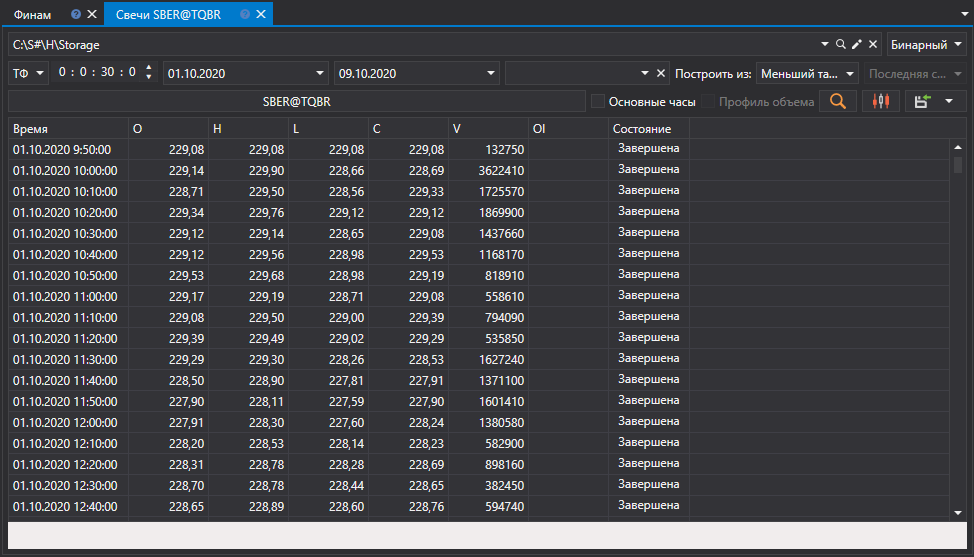 Финам ? Свечи SBER@TQBR ?
C:\S#\H\Storage Бинарный
ТФ 0 : 0 : 30 : 0 01.10.2020 09.10.2020 Построить из: Меньший та... Последняя с...
SBER@TQBR Основные часы Профиль объема
Время O H L C V OI Состояние
01.10.2020 9:50:00 229,08 229,08 229,08 229,08 132750 Завершена
01.10.2020 10:00:00 229,14 229,90 228,66 228,69 3622410 Завершена
01.10.2020 10:10:00 228,71 229,50 228,56 229,33 1725570 Завершена
01.10.2020 10:20:00 229,34 229,76 229,12 229,12 1869900 Завершена
01.10.2020 10:30:00 229,12 229,14 228,65 229,08 1437660 Завершена
01.10.2020 10:40:00 229,12 229,56 228,98 229,53 1168170 Завершена
01.10.2020 10:50:00 229,53 229,68 228,98 229,19 818910 Завершена
01.10.2020 11:00:00 229,17 229,19 228,71 229,08 558610 Завершена
01.10.2020 11:10:00 229,08 229,50 229,00 229,39 794090 Завершена
01.10.2020 11:20:00 229,39 229,49 229,02 229,29 535850 Завершена
01.10.2020 11:30:00 229,29 229,30 228,26 228,53 1627240 Завершена
01.10.2020 11:40:00 228,50 228,90 227,81 227,91 1371100 Завершена
01.10.2020 11:50:00 227,90 228,11 227,59 227,90 1601410 Завершена
01.10.2020 12:00:00 227,91 228,30 227,60 228,24 1380580 Завершена
01.10.2020 12:10:00 228,20 228,53 228,14 228,23 582900 Завершена
01.10.2020 12:20:00 228,31 228,78 228,28 228,69 898160 Завершена
01.10.2020 12:30:00 228,70 228,78 228,44 228,65 382450 Завершена
01.10.2020 12:40:00 228,65 228,89 228,60 228,76 594740 Завершена